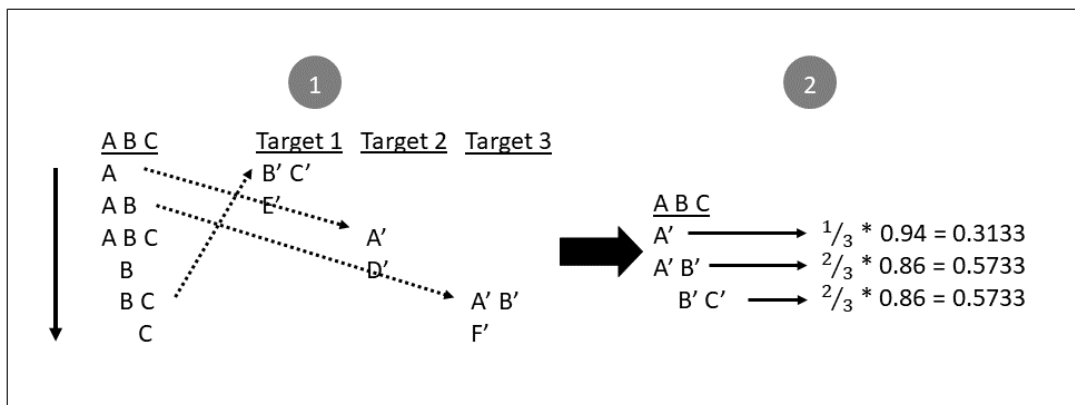 1
2
A B C Target 1 Target 2 Target 3
A B’ C’
A B E’
A B C A’
B D’
B C A’ B’
C F’
A B C
A’ 1/3 * 0.94 = 0.3133
A’ B’ 2/3 * 0.86 = 0.5733
B’ C’ 2/3 * 0.86 = 0.5733